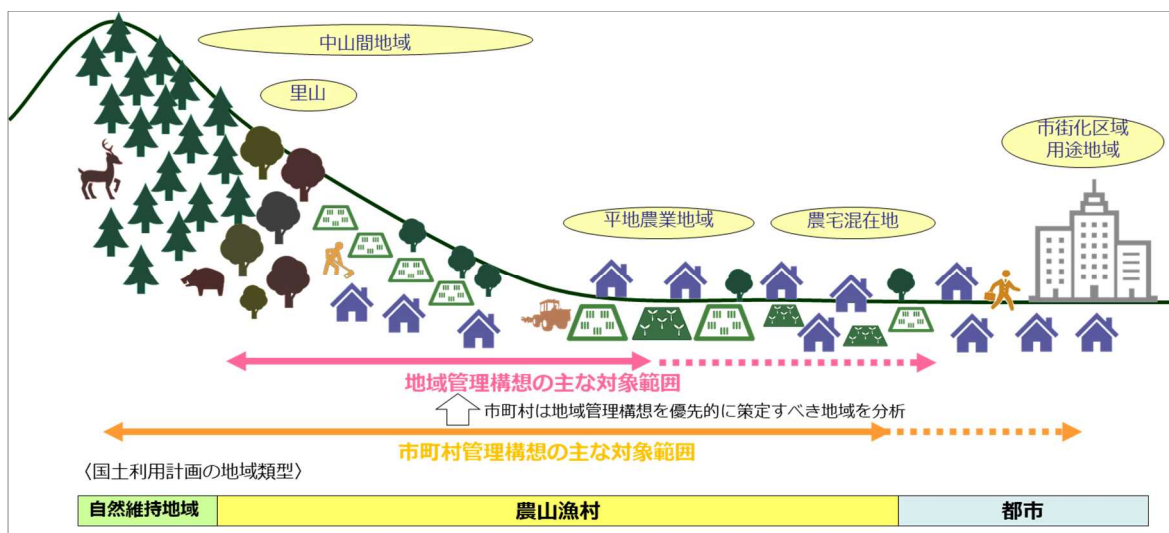 中山間地域
里山
市街化区域
用途地域
平地農業地域
農宅混在地
地域管理構想の主な対象範囲
市町村は地域管理構想を優先的に策定すべき地域を分析
市町村管理構想の主な対象範囲
〈国土利用計画の地域類型〉
自然維持地域
農山漁村
都市